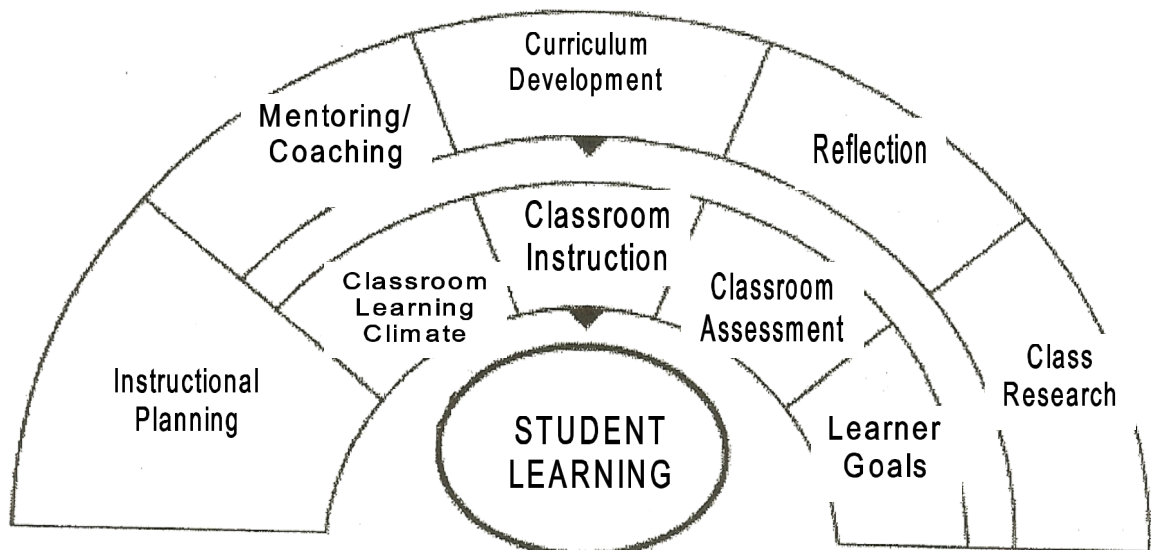 Curriculum
Development
Mentoring/
Coaching
Reflection
Classroom
Instruction
Classroom
Learning
Climate
Classroom
Assessment
Instructional
Planning
Class
Research
Learner
Goals
STUDENT
LEARNING